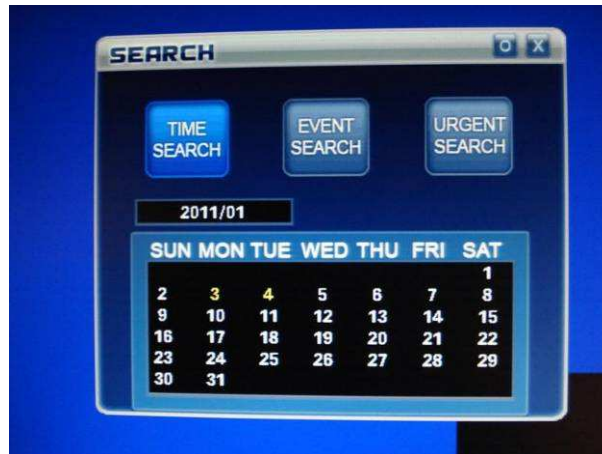 SEARCH O X
TIME SEARCH EVENT SEARCH URGENT SEARCH
2011/01
SUN MON TUE WED THU FRI SAT
1
2 3 4 5 6 7 8
9 10 11 12 13 14 15
16 17 18 19 20 21 22
23 24 25 26 27 28 29
30 31